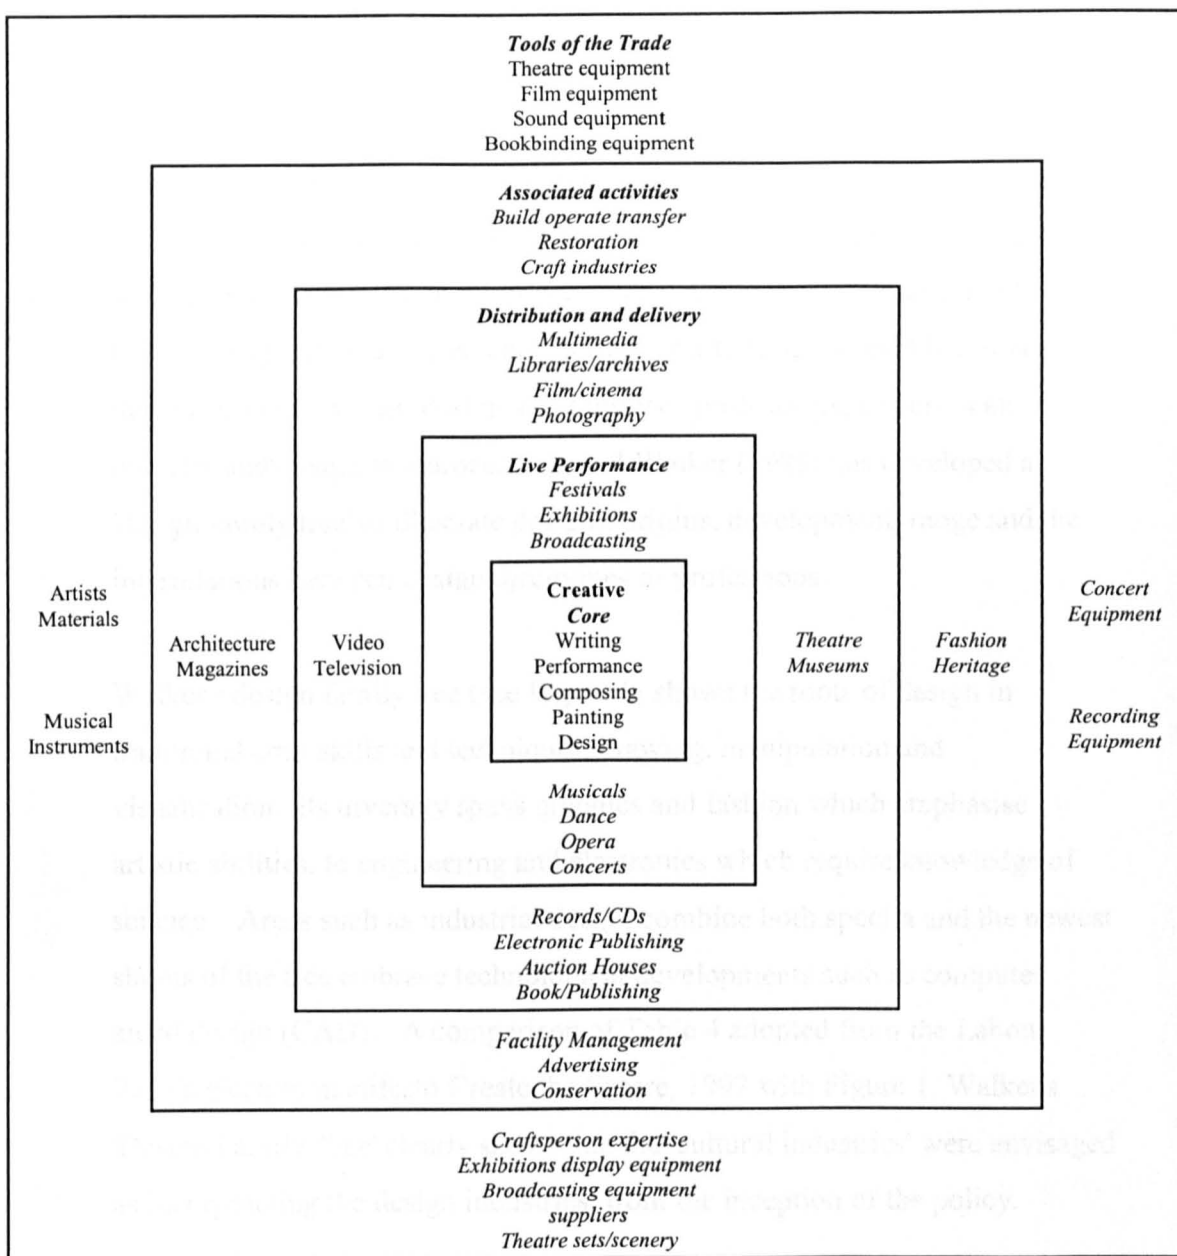 Tools of the Trade
Theatre equipment
Film equipment
Sound equipment
Bookbinding equipment
Associated activities
Build operate transfer
Restoration
Craft industries
Distribution and delivery
Multimedia
Libraries/archives
Film/cinema
Photography
Live Performance
Festivals
Exhibitions
Broadcasting
Artists
Materials
Musical
Instruments
Architecture
Magazines
Video
Television
Creative
Core
Writing
Performance
Composing
Painting
Design
Theatre
Museums
Fashion
Heritage
Concert
Equipment
Recording
Equipment
Musicals
Dance
Opera
Concerts
Records/CDs
Electronic Publishing
Auction Houses
Book/Publishing
Facility Management
Advertising
Conservation
Craftsperson expertise
Exhibitions display equipment
Broadcasting equipment
suppliers
Theatre sets/scenery